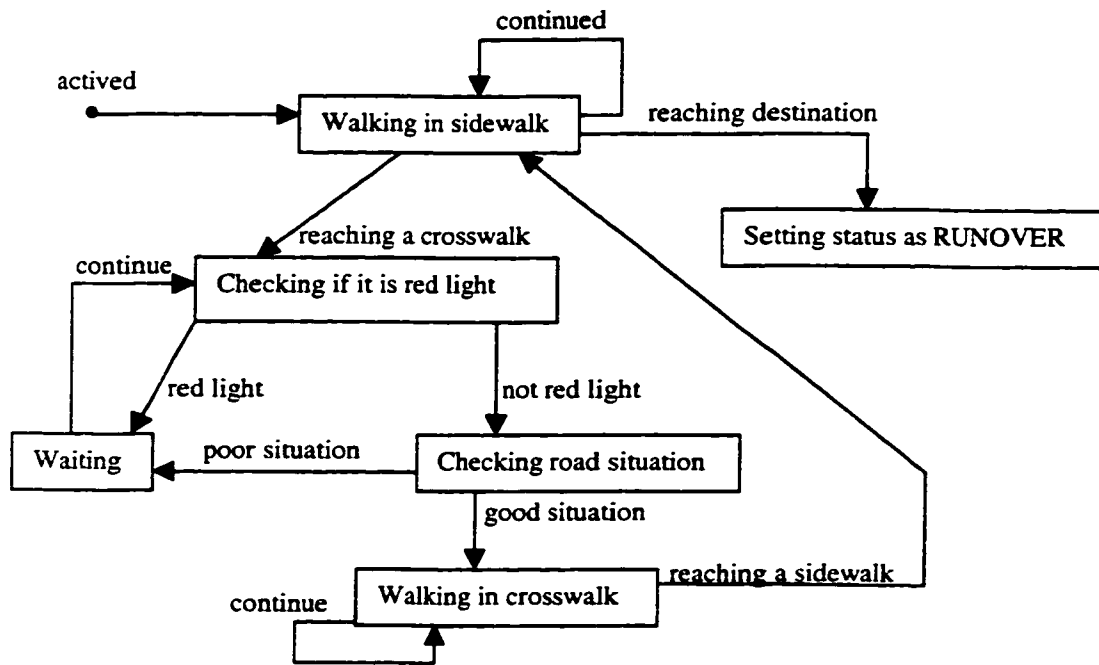 continued
actived
Walking in sidewalk
reaching destination
Setting status as RUNOVER
reaching a crosswalk
continue
Checking if it is red light
red light
not red light
Waiting
poor situation
Checking road situation
good situation
reaching a sidewalk
Walking in crosswalk
continue